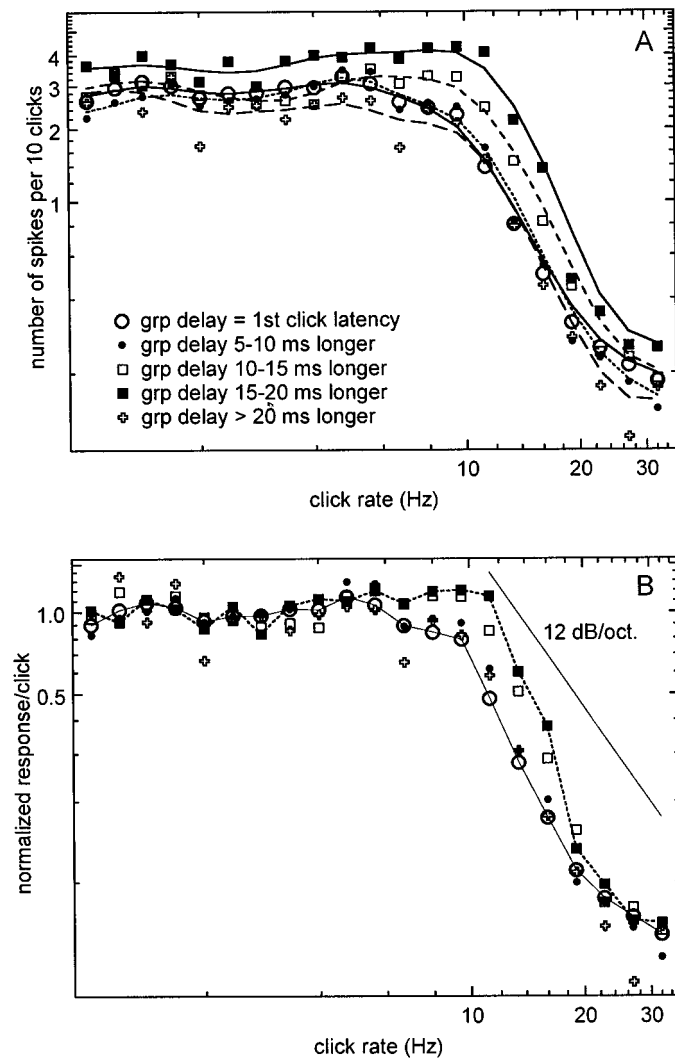 A
4
3
2
1
number of spikes per 10 clicks
grp delay = 1st click latency
grp delay 5-10 ms longer
grp delay 10-15 ms longer
grp delay 15-20 ms longer
grp delay > 20 ms longer
10
20
30
click rate (Hz)
B
1.0
0.5
12 dB/oct.
normalized response/click
10
20
30
click rate (Hz)